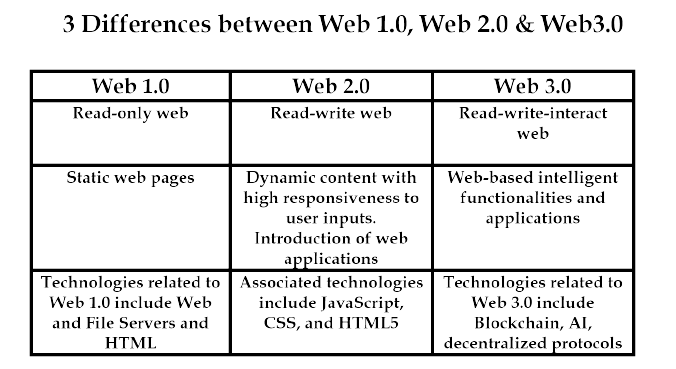 3 Differences between Web 1.0, Web 2.0 & Web3.0
Web 1.0
Web 2.0
Web 3.0
Read-only web
Read-write web
Read-write-interact
web
Static web pages
Dynamic content with
high responsiveness to
user inputs.
Introduction of web
applications
Web-based intelligent
functionalities and
applications
Technologies related to
Web 1.0 include Web
and File Servers and
HTML
Associated technologies
include JavaScript,
CSS, and HTML5
Technologies related to
Web 3.0 include
Blockchain, AI,
decentralized protocols